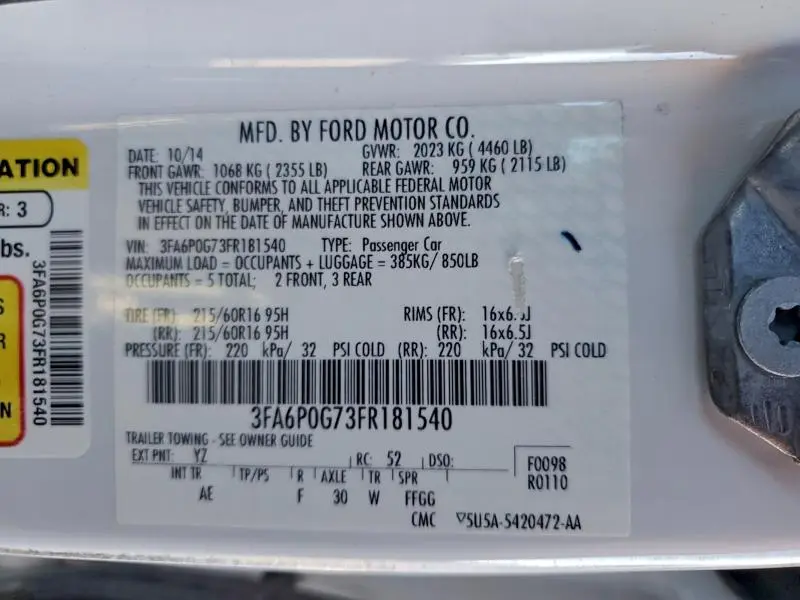 MFD. BY FORD MOTOR CO.
DATE: 10/14 GVWR: 2023 KG ( 4460 LB)
FRONT GAWR: 1068 KG ( 2355 LB) REAR GAWR: 959 KG ( 2115 LB)
THIS VEHICLE CONFORMS TO ALL APPLICABLE FEDERAL MOTOR
VEHICLE SAFETY, BUMPER, AND THEFT PREVENTION STANDARDS
IN EFFECT ON THE DATE OF MANUFACTURE SHOWN ABOVE.
VIN: 3FA6P0G73FR181540 TYPE: Passenger Car
MAXIMUM LOAD = OCCUPANTS + LUGGAGE = 385KG/ 850LB
OCCUPANTS = 5 TOTAL; 2 FRONT, 3 REAR
TIRE (FR): 215/60R16 95H RIMS (FR): 16x6.5J
(RR): 215/60R16 95H (RR): 16x6.5J
PRESSURE (FR): 220 kPa/ 32 PSI COLD (RR): 220 kPa/ 32 PSI COLD
3FA6P0G73FR181540
TRAILER TOWING - SEE OWNER GUIDE
EXT PNT: YZ RC: 52 DSO:
F0098
R0110
INT TR TP/PS R AXLE TR SPR
AE F 30 W FFGG
CMC 5U5A-5420472-AA
ATION
R: 3
lbs.
3FA6P0G73FR181540
S
R
N